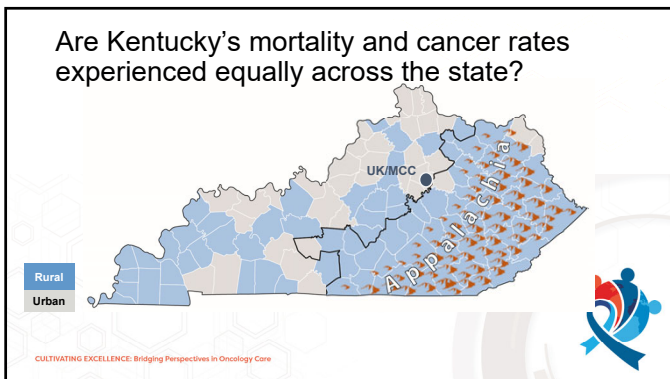 Are Kentucky’s mortality and cancer rates
experienced equally across the state?
UK/MCC
Appalachia
Rural
Urban
CULTIVATING EXCELLENCE: Bridging Perspectives in Oncology Care